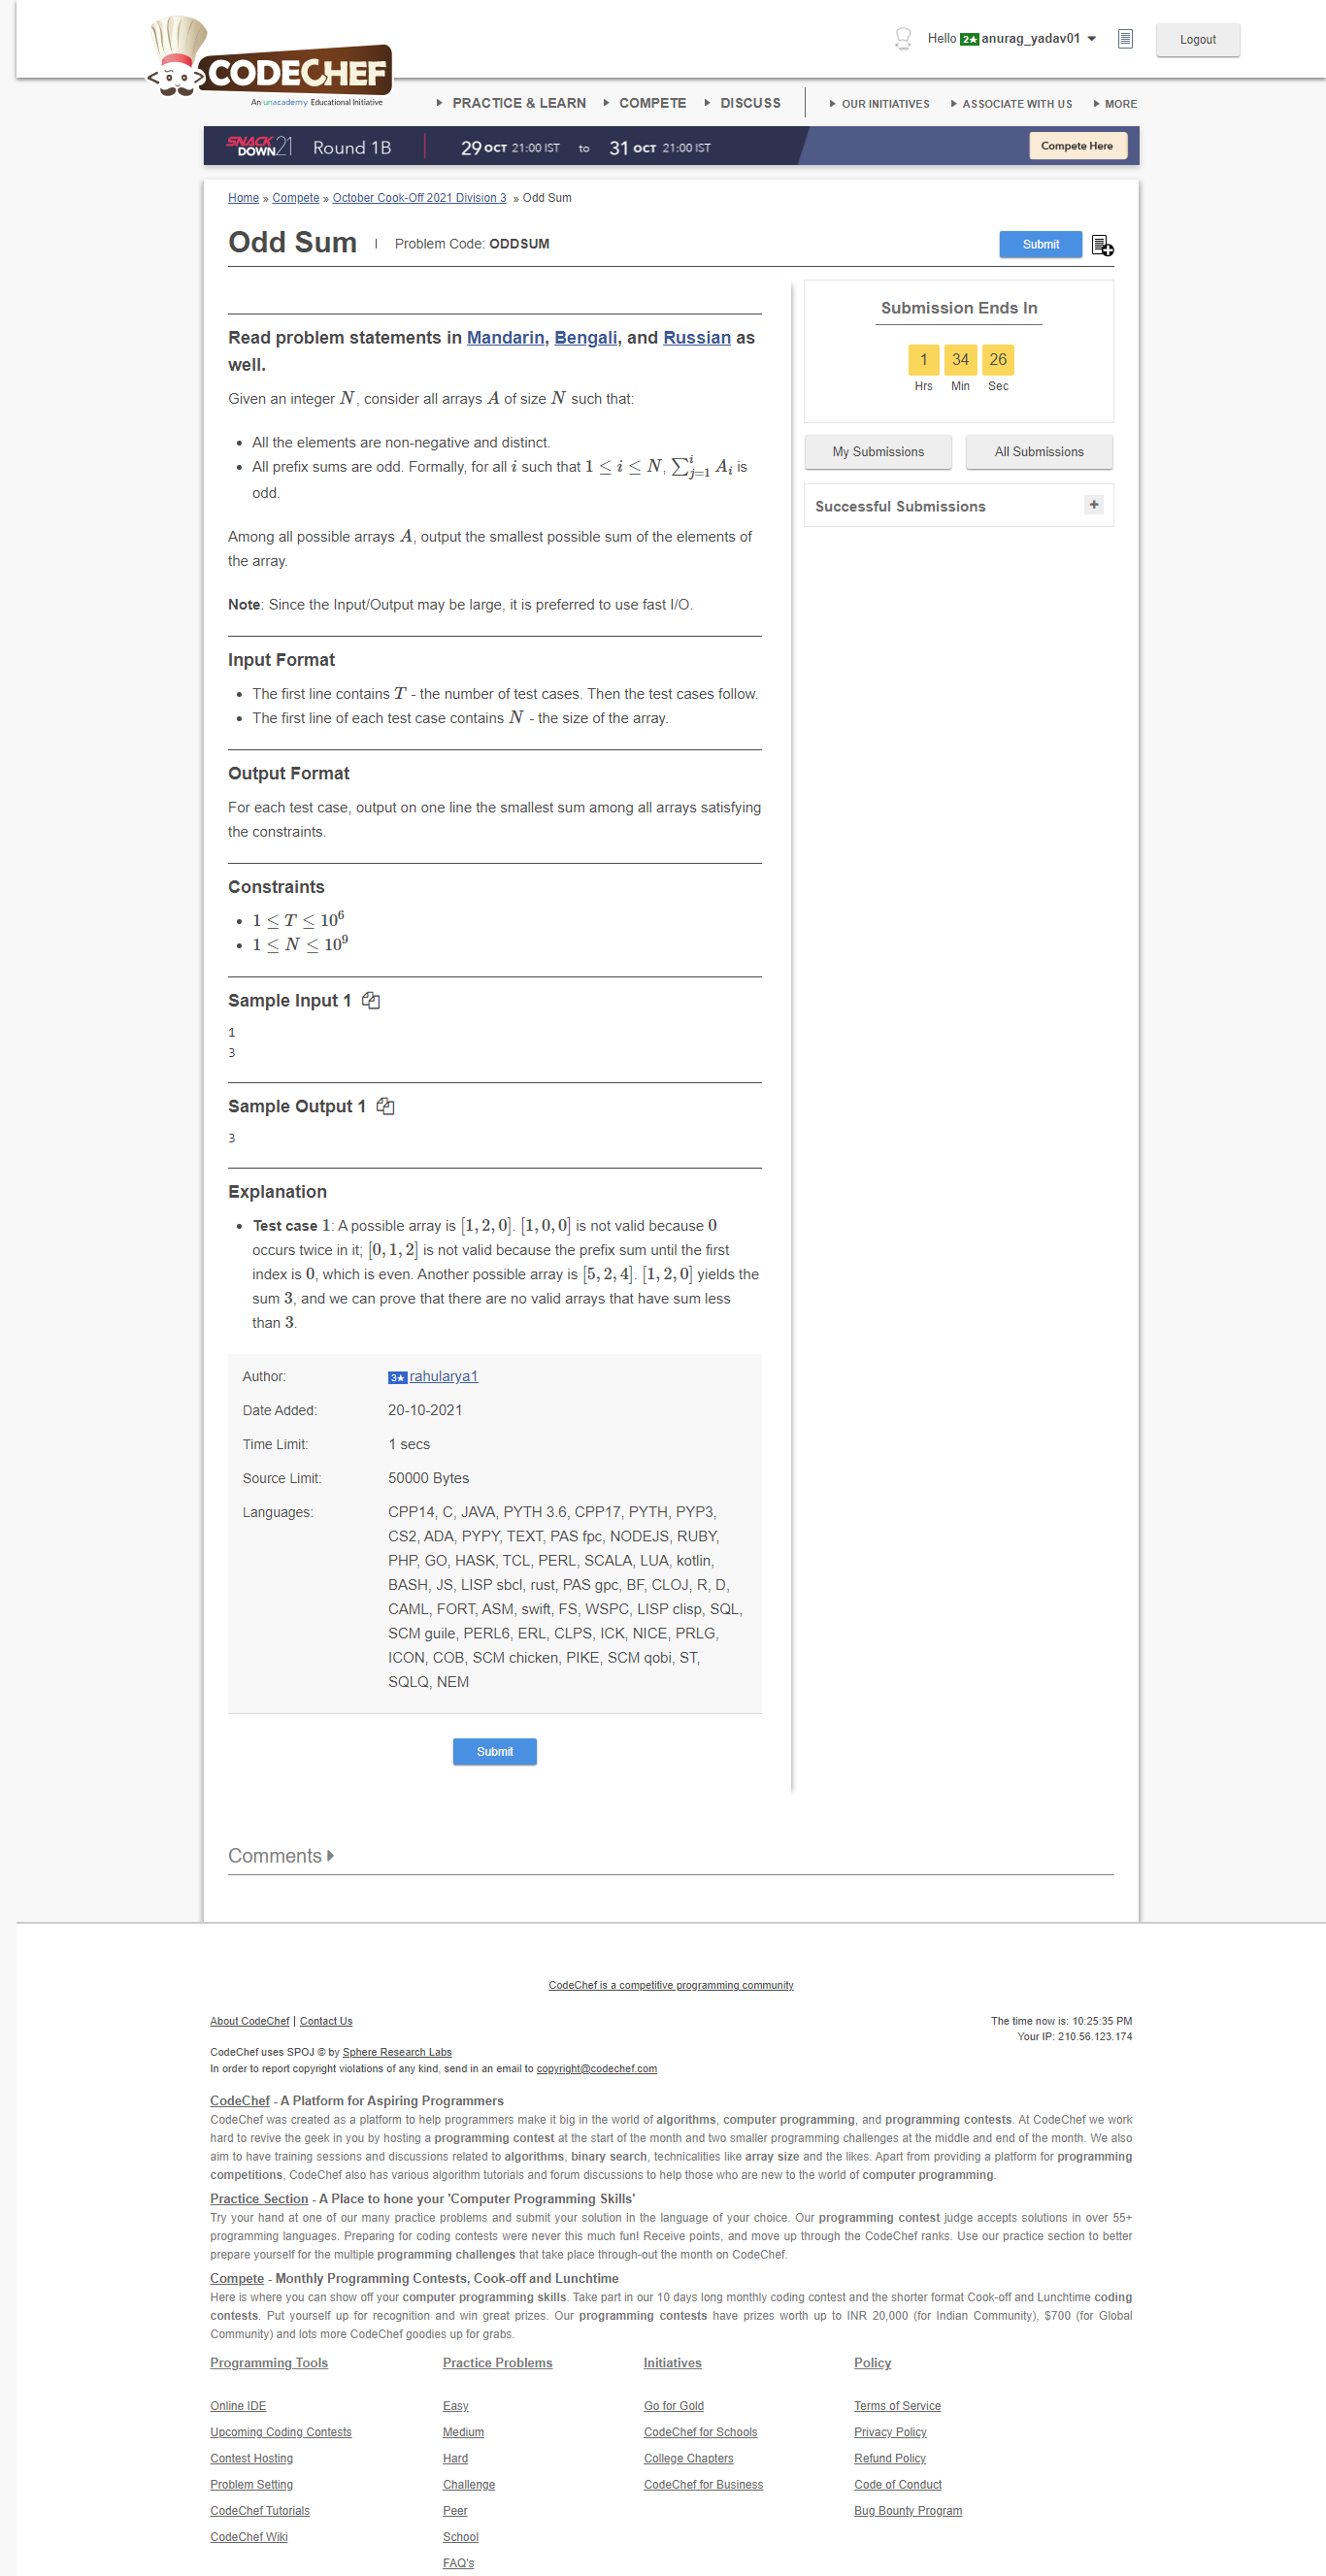 Hello 2★ anurag_yadav01
Logout
CODECHEF
An unacademy Educational Initiative
PRACTICE & LEARN COMPETE DISCUSS OUR INITIATIVES ASSOCIATE WITH US MORE
SNACK DOWN 21 Round 1B 29 OCT 21:00 IST to 31 OCT 21:00 IST Compete Here
Home » Compete » October Cook-Off 2021 Division 3 » Odd Sum
Odd Sum | Problem Code: ODDSUM Submit
Submission Ends In
1 34 26
Hrs Min Sec
My Submissions All Submissions
Successful Submissions +
Read problem statements in Mandarin, Bengali, and Russian as
well.
Given an integer N, consider all arrays A of size N such that:
• All the elements are non-negative and distinct.
• All prefix sums are odd. Formally, for all i such that 1 ≤ i ≤ N, ∑_{j=1}^{i} A_i is
odd.
Among all possible arrays A, output the smallest possible sum of the elements of
the array.
Note: Since the Input/Output may be large, it is preferred to use fast I/O.
Input Format
• The first line contains T - the number of test cases. Then the test cases follow.
• The first line of each test case contains N - the size of the array.
Output Format
For each test case, output on one line the smallest sum among all arrays satisfying
the constraints.
Constraints
• 1 ≤ T ≤ 10^6
• 1 ≤ N ≤ 10^9
Sample Input 1
1
3
Sample Output 1
3
Explanation
• Test case 1: A possible array is [1, 2, 0]. [1, 0, 0] is not valid because 0
occurs twice in it; [0, 1, 2] is not valid because the prefix sum until the first
index is 0, which is even. Another possible array is [5, 2, 4]. [1, 2, 0] yields the
sum 3, and we can prove that there are no valid arrays that have sum less
than 3.
Author: 3★ rahularya1
Date Added: 20-10-2021
Time Limit: 1 secs
Source Limit: 50000 Bytes
Languages: CPP14, C, JAVA, PYTH 3.6, CPP17, PYTH, PYP3,
CS2, ADA, PYPY, TEXT, PAS fpc, NODEJS, RUBY,
PHP, GO, HASK, TCL, PERL, SCALA, LUA, kotlin,
BASH, JS, LISP sbcl, rust, PAS gpc, BF, CLOJ, R, D,
CAML, FORT, ASM, swift, FS, WSPC, LISP clisp, SQL,
SCM guile, PERL6, ERL, CLPS, ICK, NICE, PRLG,
ICON, COB, SCM chicken, PIKE, SCM qobi, ST,
SQLQ, NEM
Submit
Comments
CodeChef is a competitive programming community
About CodeChef | Contact Us The time now is: 10:25:35 PM
Your IP: 210.56.123.174
CodeChef uses SPOJ © by Sphere Research Labs
In order to report copyright violations of any kind, send in an email to copyright@codechef.com
CodeChef - A Platform for Aspiring Programmers
CodeChef was created as a platform to help programmers make it big in the world of algorithms, computer programming, and programming contests. At CodeChef we work
hard to revive the geek in you by hosting a programming contest at the start of the month and two smaller programming challenges at the middle and end of the month. We also
aim to have training sessions and discussions related to algorithms, binary search, technicalities like array size and the likes. Apart from providing a platform for programming
competitions, CodeChef also has various algorithm tutorials and forum discussions to help those who are new to the world of computer programming.
Practice Section - A Place to hone your 'Computer Programming Skills'
Try your hand at one of our many practice problems and submit your solution in the language of your choice. Our programming contest judge accepts solutions in over 55+
programming languages. Preparing for coding contests were never this much fun! Receive points, and move up through the CodeChef ranks. Use our practice section to better
prepare yourself for the multiple programming challenges that take place through-out the month on CodeChef.
Compete - Monthly Programming Contests, Cook-off and Lunchtime
Here is where you can show off your computer programming skills. Take part in our 10 days long monthly coding contest and the shorter format Cook-off and Lunchtime coding
contests. Put yourself up for recognition and win great prizes. Our programming contests have prizes worth up to INR 20,000 (for Indian Community), $700 (for Global
Community) and lots more CodeChef goodies up for grabs.
Programming Tools Practice Problems Initiatives Policy
Online IDE Easy Go for Gold Terms of Service
Upcoming Coding Contests Medium CodeChef for Schools Privacy Policy
Contest Hosting Hard College Chapters Refund Policy
Problem Setting Challenge CodeChef for Business Code of Conduct
CodeChef Tutorials Peer Bug Bounty Program
CodeChef Wiki School
FAQ's